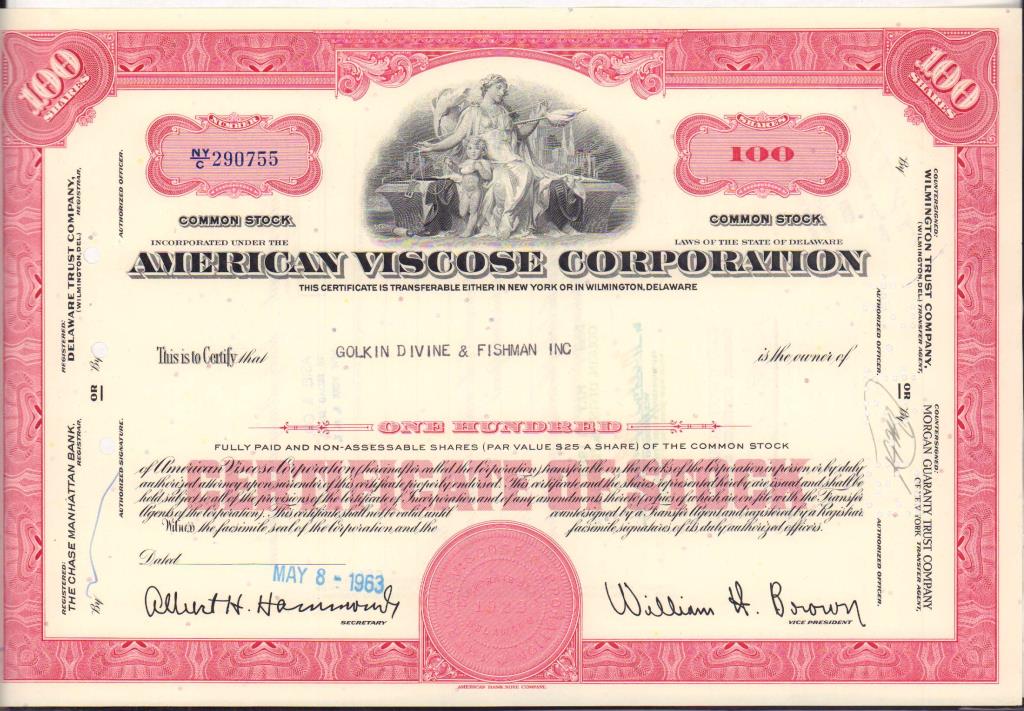 100
SHARES
100
SHARES
NUMBER
NY/C 290755
SHARES
100
COMMON STOCK
COMMON STOCK
INCORPORATED UNDER THE
LAWS OF THE STATE OF DELAWARE
AMERICAN VISCOSE CORPORATION
THIS CERTIFICATE IS TRANSFERABLE EITHER IN NEW YORK OR IN WILMINGTON, DELAWARE
This is to Certify that
GOLKIN DIVINE & FISHMAN INC
is the owner of
ONE HUNDRED
FULLY PAID AND NON-ASSESSABLE SHARES (PAR VALUE $25 A SHARE) OF THE COMMON STOCK
of American Viscose Corporation (hereinafter called the Corporation), transferable on the books of the Corporation in person or by duly
authorized attorney upon surrender of this certificate properly endorsed. This certificate and the shares represented hereby are issued and shall be
held subject to all of the provisions of the Certificate of Incorporation and of any amendments thereto (copies of which are on file with the Transfer
Agents of the Corporation). This certificate shall not be valid until countersigned by a Transfer Agent and registered by a Registrar.
Witness the facsimile seal of the Corporation and the facsimile signatures of its duly authorized officers.
Dated
MAY 8 - 1963
Albert H. Hammond
SECRETARY
William H. Brown
VICE PRESIDENT
AMERICAN BANK NOTE COMPANY.
REGISTERED:
DELAWARE TRUST COMPANY,
(WILMINGTON, DEL.) REGISTRAR,
By
AUTHORIZED OFFICER.
OR
REGISTERED:
THE CHASE MANHATTAN BANK,
REGISTRAR,
By
AUTHORIZED SIGNATURE.
COUNTERSIGNED:
WILMINGTON TRUST COMPANY,
(WILMINGTON, DEL.) TRANSFER AGENT,
By
AUTHORIZED OFFICER.
OR
COUNTERSIGNED:
MORGAN GUARANTY TRUST COMPANY
OF NEW YORK TRANSFER AGENT,
By
AUTHORIZED OFFICER.